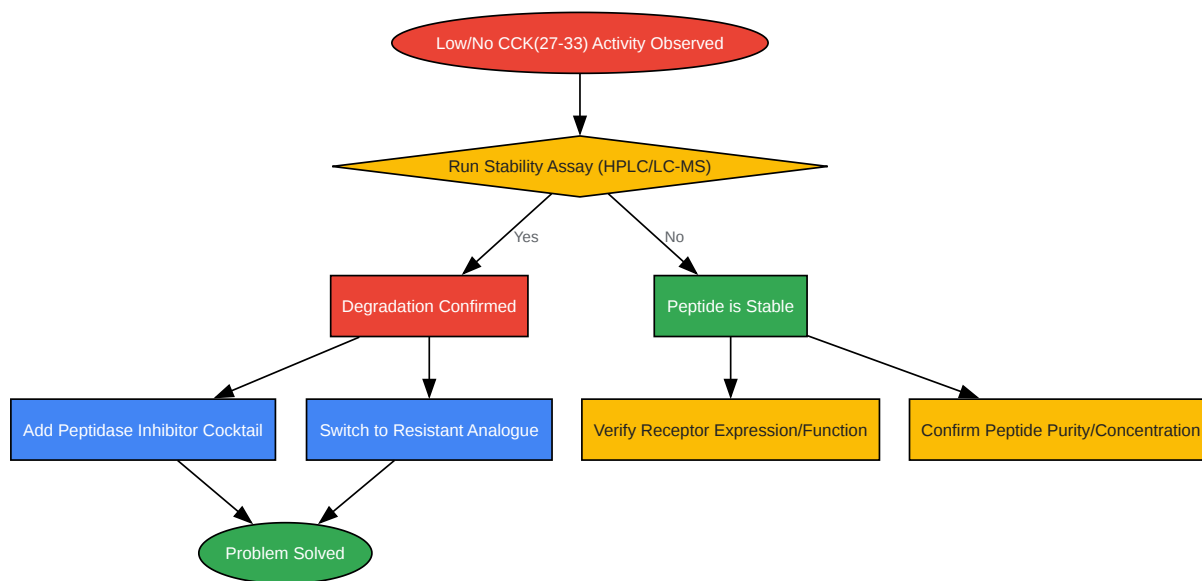 Low/No CCK(27-33) Activity Observed
Run Stability Assay (HPLC/LC-MS)
Yes
No
Degradation Confirmed
Peptide is Stable
Add Peptidase Inhibitor Cocktail
Switch to Resistant Analogue
Verify Receptor Expression/Function
Confirm Peptide Purity/Concentration
Problem Solved